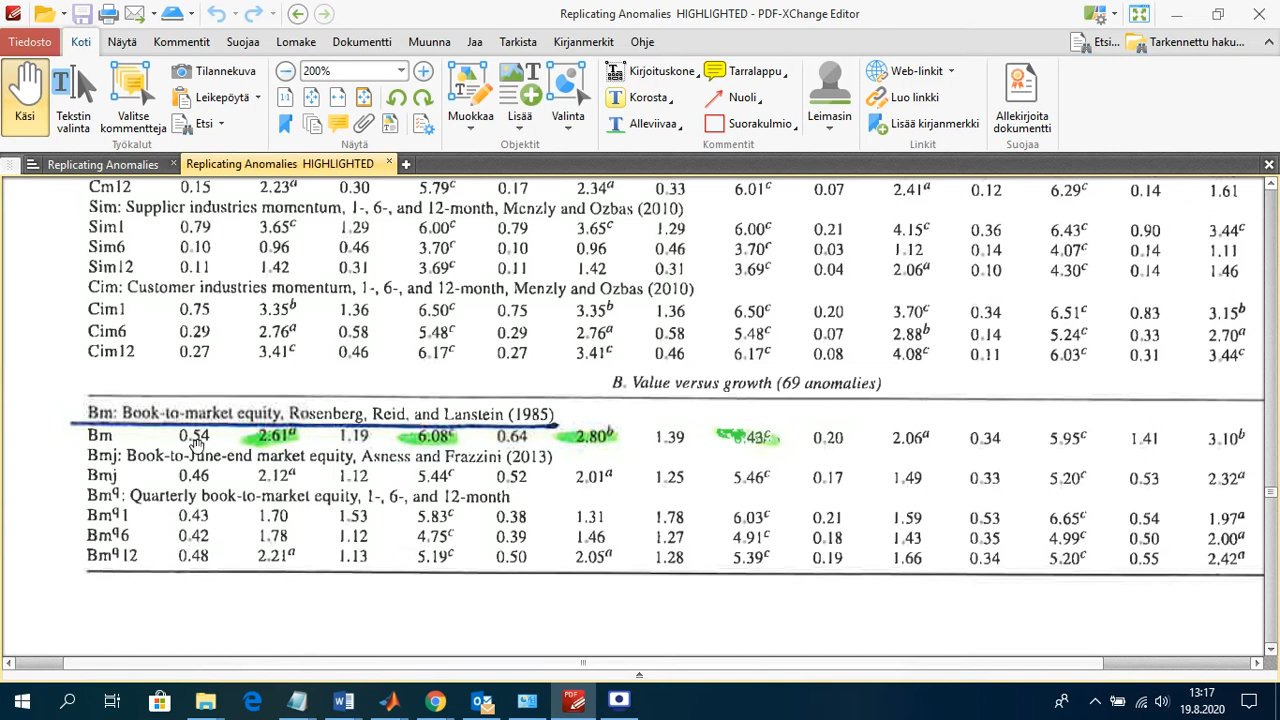 Replicating Anomalies HIGHLIGHTED - PDF-XChange Editor
Tiedosto Koti Näytä Kommentit Suojaa Lomake Dokumentti Muunna Jaa Tarkista Kirjanmerkit Ohje Etsi... Tarkennettu haku...
Käsi
Tekstin valinta
Valitse kommentteja
Tilannekuva
Leikepöytä
Etsi
Työkalut
200%
Näytä
Muokkaa
Lisää
Valinta
Objektit
Kirjoituskone
Korosta
Alleviivaa
Tarralappu
Nuoli
Suorakulmio
Kommentit
Leimasin
Web-linkit
Luo linkki
Lisää kirjanmerkki
Linkit
Allekirjoita dokumentti
Suojaa
Replicating Anomalies Replicating Anomalies HIGHLIGHTED
Cm12 0.15 2.23a 0.30 5.79c 0.17 2.34a 0.33 6.01c 0.07 2.41a 0.12 6.29c 0.14 1.61
Sim: Supplier industries momentum, 1-, 6-, and 12-month, Menzly and Ozbas (2010)
Sim1 0.79 3.65c 1.29 6.00c 0.79 3.65c 1.29 6.00c 0.21 4.15c 0.36 6.43c 0.90 3.44c
Sim6 0.10 0.96 0.46 3.70c 0.10 0.96 0.46 3.70c 0.03 1.12 0.14 4.07c 0.14 1.11
Sim12 0.11 1.42 0.31 3.69c 0.11 1.42 0.31 3.69c 0.04 2.06a 0.10 4.30c 0.14 1.46
Cim: Customer industries momentum, 1-, 6-, and 12-month, Menzly and Ozbas (2010)
Cim1 0.75 3.35b 1.36 6.50c 0.75 3.35b 1.36 6.50c 0.20 3.70c 0.34 6.51c 0.83 3.15b
Cim6 0.29 2.76a 0.58 5.48c 0.29 2.76a 0.58 5.48c 0.07 2.88b 0.14 5.24c 0.33 2.70a
Cim12 0.27 3.41c 0.46 6.17c 0.27 3.41c 0.46 6.17c 0.08 4.08c 0.11 6.03c 0.31 3.44c
B. Value versus growth (69 anomalies)
Bm: Book-to-market equity, Rosenberg, Reid, and Lanstein (1985)
Bm 0.54 2.61a 1.19 6.08c 0.64 2.80b 1.39 6.43c 0.20 2.06a 0.34 5.95c 1.41 3.10b
Bmj: Book-to-June-end market equity, Asness and Frazzini (2013)
Bmj 0.46 2.12a 1.12 5.44c 0.52 2.01a 1.25 5.46c 0.17 1.49 0.33 5.20c 0.53 2.32a
Bmq: Quarterly book-to-market equity, 1-, 6-, and 12-month
Bmq1 0.43 1.70 1.53 5.83c 0.38 1.31 1.78 6.03c 0.21 1.59 0.53 6.65c 0.54 1.97a
Bmq6 0.42 1.78 1.12 4.75c 0.39 1.46 1.27 4.91c 0.18 1.43 0.35 4.99c 0.50 2.00a
Bmq12 0.48 2.21a 1.13 5.19c 0.50 2.05a 1.28 5.39c 0.19 1.66 0.34 5.20c 0.55 2.42a
13:17
19.8.2020